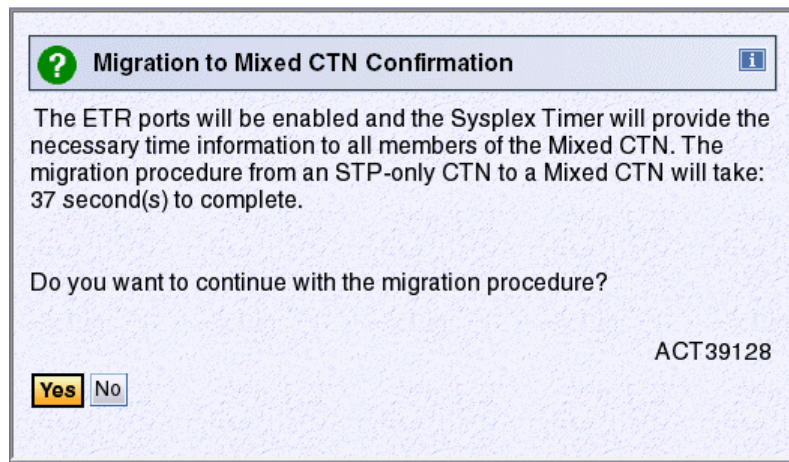 Migration to Mixed CTN Confirmation
The ETR ports will be enabled and the Sysplex Timer will provide the
necessary time information to all members of the Mixed CTN. The
migration procedure from an STP-only CTN to a Mixed CTN will take:
37 second(s) to complete.
Do you want to continue with the migration procedure?
ACT39128
Yes No